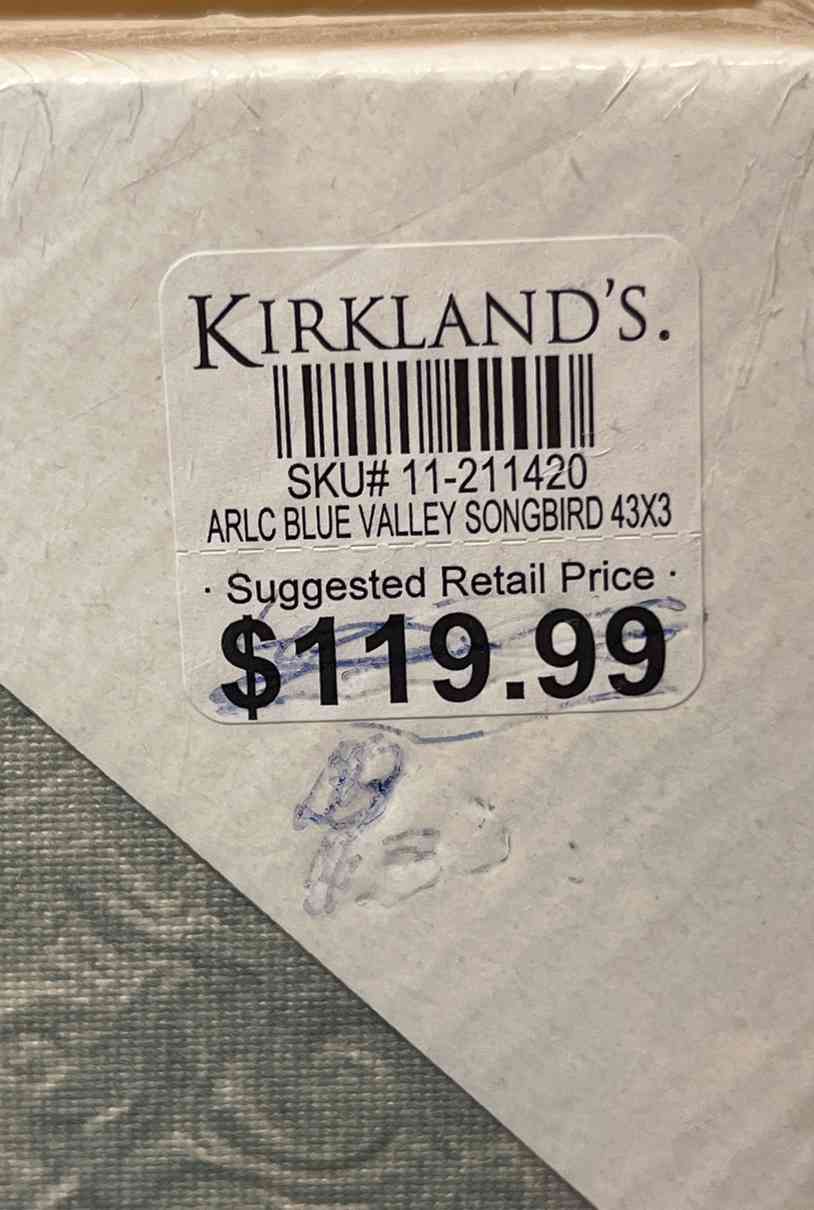 KIRKLAND'S.
SKU# 11-211420
ARLC BLUE VALLEY SONGBIRD 43X3
· Suggested Retail Price ·
$119.99